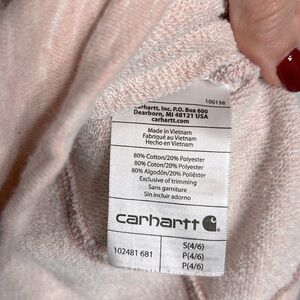 100138
Carhartt, Inc. P.O. Box 600
Dearborn, MI 48121 USA
carhartt.com
Made in Vietnam
Fabriqué au Vietnam
Hecho en Vietnam
80% Cotton/20% Polyester
80% Coton/20% Polyester
80% Algodón/20% Poliéster
Exclusive of trimming
Sans garniture
Sin incluir adorno
carhartt
102481 681
S(4/6)
P(4/6)
P(4/6)